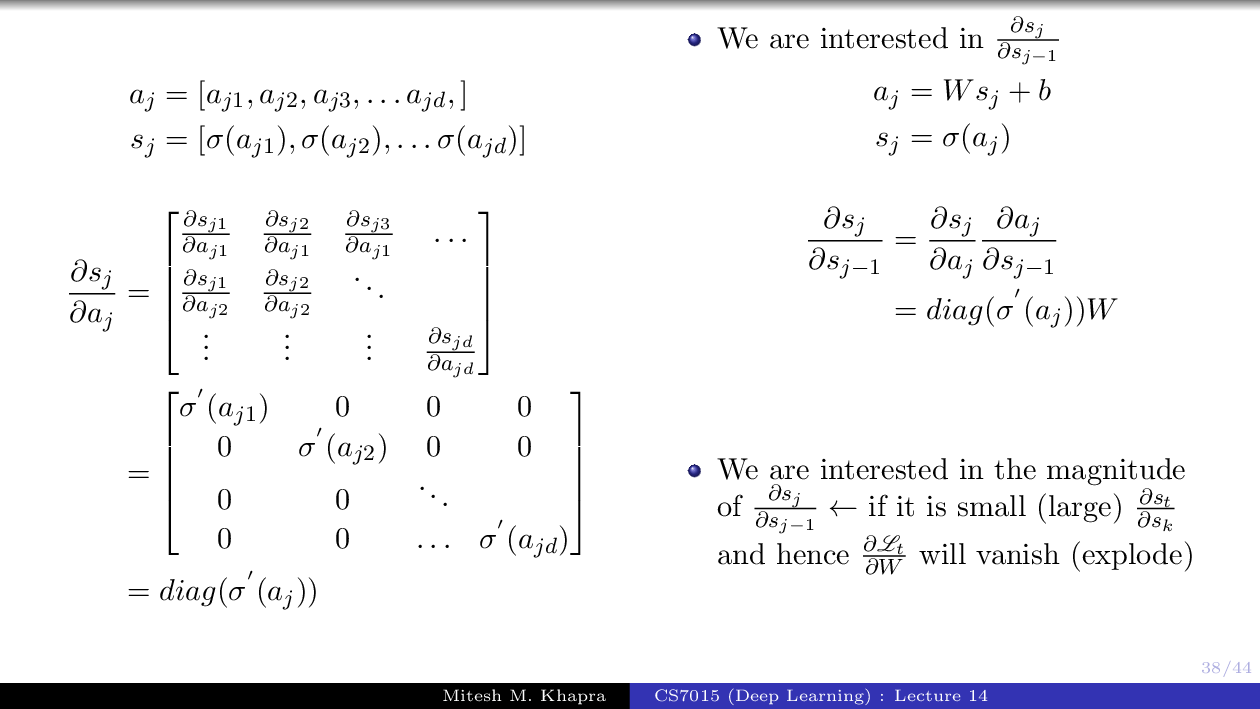 a_j = [a_{j1}, a_{j2}, a_{j3}, . . . a_{jd}, ]
s_j = [σ(a_{j1}), σ(a_{j2}), . . . σ(a_{jd})]
∂s_j/∂a_j = [ ∂s_{j1}/∂a_{j1} ∂s_{j2}/∂a_{j1} ∂s_{j3}/∂a_{j1} . . .
∂s_{j1}/∂a_{j2} ∂s_{j2}/∂a_{j2} ⋱
⋮ ⋮ ⋮ ∂s_{jd}/∂a_{jd} ]
= [ σ′(a_{j1}) 0 0 0
0 σ′(a_{j2}) 0 0
0 0 ⋱
0 0 . . . σ′(a_{jd}) ]
= diag(σ′(a_j))
We are interested in ∂s_j/∂s_{j−1}
a_j = W s_j + b
s_j = σ(a_j)
∂s_j/∂s_{j−1} = ∂s_j/∂a_j ∂a_j/∂s_{j−1}
= diag(σ′(a_j))W
We are interested in the magnitude
of ∂s_j/∂s_{j−1} ← if it is small (large) ∂s_t/∂s_k
and hence ∂ℒ_t/∂W will vanish (explode)
38/44
Mitesh M. Khapra
CS7015 (Deep Learning) : Lecture 14